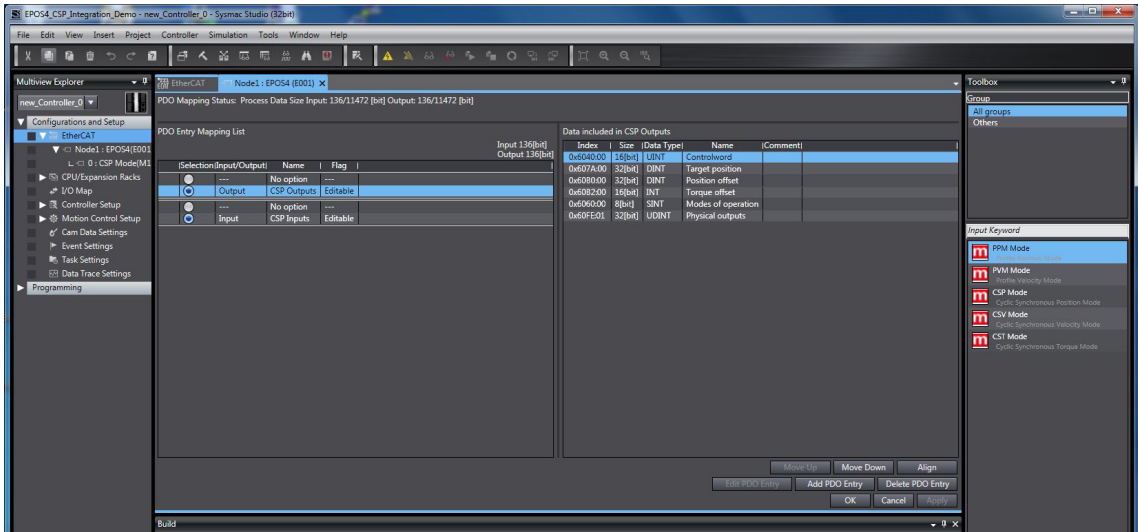 EPOS4_CSP_Integration_Demo - new_Controller_0 - Sysmac Studio (32bit)
File Edit View Insert Project Controller Simulation Tools Window Help
Multiview Explorer
new_Controller_0
Configurations and Setup
EtherCAT
Node1 : EPOS4(E001
0 : CSP Mode(M1
CPU/Expansion Racks
I/O Map
Controller Setup
Motion Control Setup
Cam Data Settings
Event Settings
Task Settings
Data Trace Settings
Programming
EtherCAT Node1 : EPOS4 (E001) X
PDO Mapping Status: Process Data Size Input: 136/11472 [bit] Output: 136/11472 [bit]
PDO Entry Mapping List
Input 136[bit]
Output 136[bit]
|Selection|Input/Output| Name | Flag |
--- No option ---
Output CSP Outputs Editable
--- No option ---
Input CSP Inputs Editable
Data included in CSP Outputs
Index | Size |Data Type| Name |Comment|
0x6040:00 16[bit] UINT Controlword
0x607A:00 32[bit] DINT Target position
0x60B0:00 32[bit] DINT Position offset
0x60B2:00 16[bit] INT Torque offset
0x6060:00 8[bit] SINT Modes of operation
0x60FE:01 32[bit] UDINT Physical outputs
Move Up Move Down Align
Edit PDO Entry Add PDO Entry Delete PDO Entry
OK Cancel Apply
Build
Toolbox
Group
All groups
Others
Input Keyword
PPM Mode
Profile Position Mode
PVM Mode
Profile Velocity Mode
CSP Mode
Cyclic Synchronous Position Mode
CSV Mode
Cyclic Synchronous Velocity Mode
CST Mode
Cyclic Synchronous Torque Mode